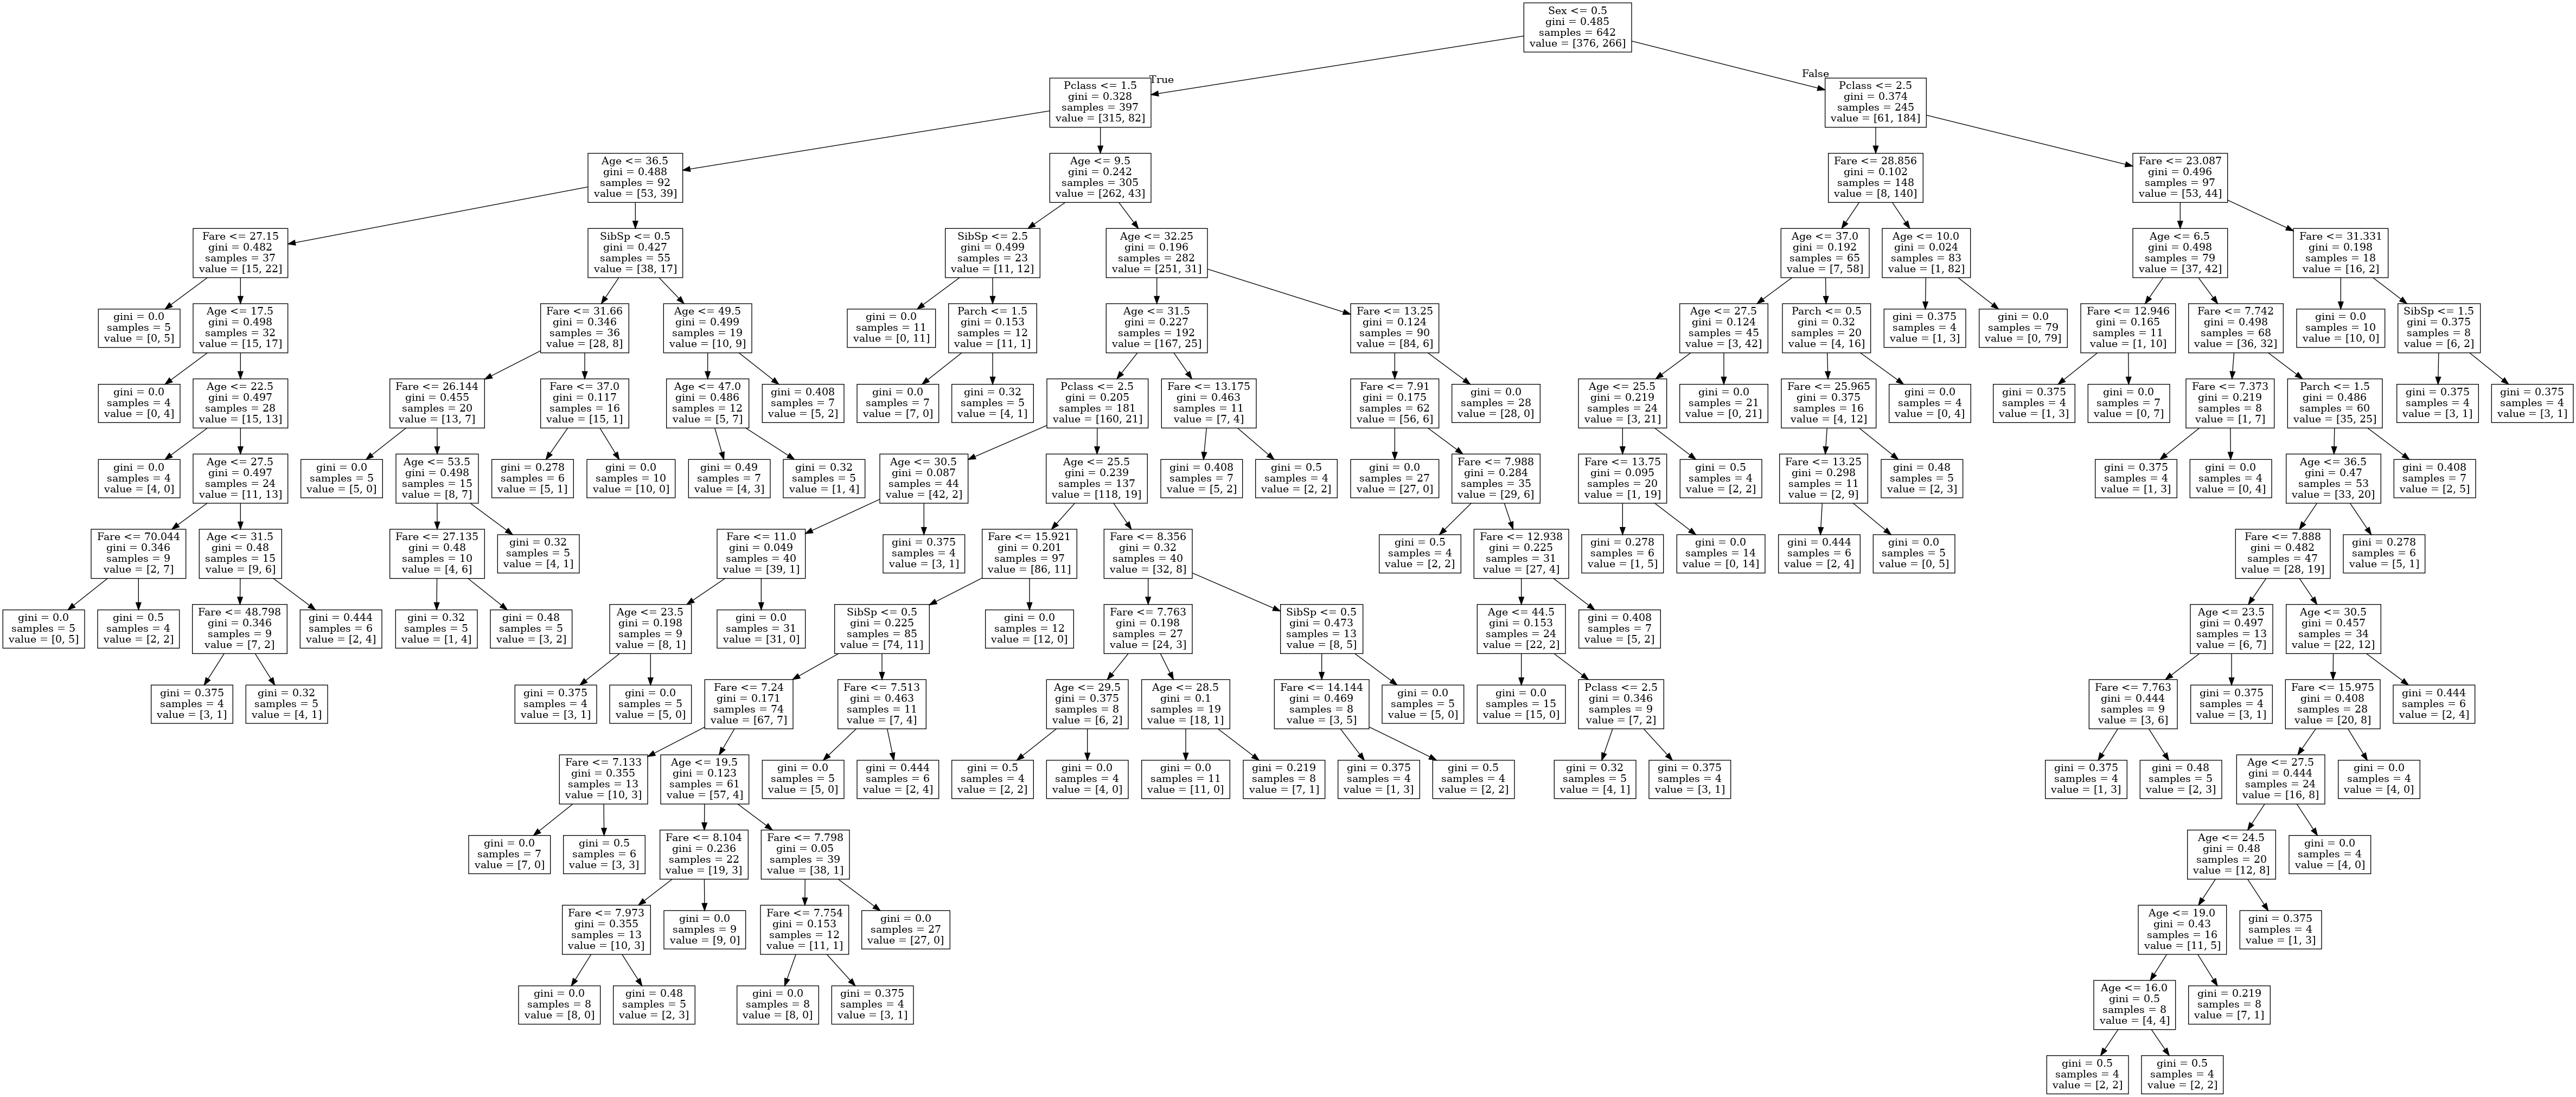 Sex <= 0.5
gini = 0.485
samples = 642
value = [376, 266]
True
False
Pclass <= 1.5
gini = 0.328
samples = 397
value = [315, 82]
Pclass <= 2.5
gini = 0.374
samples = 245
value = [61, 184]
Age <= 36.5
gini = 0.488
samples = 92
value = [53, 39]
Age <= 9.5
gini = 0.242
samples = 305
value = [262, 43]
Fare <= 28.856
gini = 0.102
samples = 148
value = [8, 140]
Fare <= 23.087
gini = 0.496
samples = 97
value = [53, 44]
Fare <= 27.15
gini = 0.482
samples = 37
value = [15, 22]
SibSp <= 0.5
gini = 0.427
samples = 55
value = [38, 17]
SibSp <= 2.5
gini = 0.499
samples = 23
value = [11, 12]
Age <= 32.25
gini = 0.196
samples = 282
value = [251, 31]
Age <= 37.0
gini = 0.192
samples = 65
value = [7, 58]
Age <= 10.0
gini = 0.024
samples = 83
value = [1, 82]
Age <= 6.5
gini = 0.498
samples = 79
value = [37, 42]
Fare <= 31.331
gini = 0.198
samples = 18
value = [16, 2]
gini = 0.0
samples = 5
value = [0, 5]
Age <= 17.5
gini = 0.498
samples = 32
value = [15, 17]
Fare <= 31.66
gini = 0.346
samples = 36
value = [28, 8]
Age <= 49.5
gini = 0.499
samples = 19
value = [10, 9]
gini = 0.0
samples = 11
value = [0, 11]
Parch <= 1.5
gini = 0.153
samples = 12
value = [11, 1]
Age <= 31.5
gini = 0.227
samples = 192
value = [167, 25]
Fare <= 13.25
gini = 0.124
samples = 90
value = [84, 6]
Age <= 27.5
gini = 0.124
samples = 45
value = [3, 42]
Parch <= 0.5
gini = 0.32
samples = 20
value = [4, 16]
gini = 0.375
samples = 4
value = [1, 3]
gini = 0.0
samples = 79
value = [0, 79]
Fare <= 12.946
gini = 0.165
samples = 11
value = [1, 10]
Fare <= 7.742
gini = 0.498
samples = 68
value = [36, 32]
gini = 0.0
samples = 10
value = [10, 0]
SibSp <= 1.5
gini = 0.375
samples = 8
value = [6, 2]
gini = 0.0
samples = 4
value = [0, 4]
Age <= 22.5
gini = 0.497
samples = 28
value = [15, 13]
Fare <= 26.144
gini = 0.455
samples = 20
value = [13, 7]
Fare <= 37.0
gini = 0.117
samples = 16
value = [15, 1]
Age <= 47.0
gini = 0.486
samples = 12
value = [5, 7]
gini = 0.408
samples = 7
value = [5, 2]
gini = 0.0
samples = 7
value = [7, 0]
gini = 0.32
samples = 5
value = [4, 1]
Pclass <= 2.5
gini = 0.205
samples = 181
value = [160, 21]
Fare <= 13.175
gini = 0.463
samples = 11
value = [7, 4]
Fare <= 7.91
gini = 0.175
samples = 62
value = [56, 6]
gini = 0.0
samples = 28
value = [28, 0]
Age <= 25.5
gini = 0.219
samples = 24
value = [3, 21]
gini = 0.0
samples = 21
value = [0, 21]
Fare <= 25.965
gini = 0.375
samples = 16
value = [4, 12]
gini = 0.0
samples = 4
value = [0, 4]
gini = 0.375
samples = 4
value = [1, 3]
gini = 0.0
samples = 7
value = [0, 7]
Fare <= 7.373
gini = 0.219
samples = 8
value = [1, 7]
Parch <= 1.5
gini = 0.486
samples = 60
value = [35, 25]
gini = 0.375
samples = 4
value = [3, 1]
gini = 0.375
samples = 4
value = [3, 1]
gini = 0.0
samples = 4
value = [4, 0]
Age <= 27.5
gini = 0.497
samples = 24
value = [11, 13]
gini = 0.0
samples = 5
value = [5, 0]
Age <= 53.5
gini = 0.498
samples = 15
value = [8, 7]
gini = 0.278
samples = 6
value = [5, 1]
gini = 0.0
samples = 10
value = [10, 0]
gini = 0.49
samples = 7
value = [4, 3]
gini = 0.32
samples = 5
value = [1, 4]
Age <= 30.5
gini = 0.087
samples = 44
value = [42, 2]
Age <= 25.5
gini = 0.239
samples = 137
value = [118, 19]
gini = 0.408
samples = 7
value = [5, 2]
gini = 0.5
samples = 4
value = [2, 2]
gini = 0.0
samples = 27
value = [27, 0]
Fare <= 7.988
gini = 0.284
samples = 35
value = [29, 6]
Fare <= 13.75
gini = 0.095
samples = 20
value = [1, 19]
gini = 0.5
samples = 4
value = [2, 2]
Fare <= 13.25
gini = 0.298
samples = 11
value = [2, 9]
gini = 0.48
samples = 5
value = [2, 3]
gini = 0.375
samples = 4
value = [1, 3]
gini = 0.0
samples = 4
value = [0, 4]
Age <= 36.5
gini = 0.47
samples = 53
value = [33, 20]
gini = 0.408
samples = 7
value = [2, 5]
Fare <= 70.044
gini = 0.346
samples = 9
value = [2, 7]
Age <= 31.5
gini = 0.48
samples = 15
value = [9, 6]
Fare <= 27.135
gini = 0.48
samples = 10
value = [4, 6]
gini = 0.32
samples = 5
value = [4, 1]
Fare <= 11.0
gini = 0.049
samples = 40
value = [39, 1]
gini = 0.375
samples = 4
value = [3, 1]
Fare <= 15.921
gini = 0.201
samples = 97
value = [86, 11]
Fare <= 8.356
gini = 0.32
samples = 40
value = [32, 8]
gini = 0.5
samples = 4
value = [2, 2]
Fare <= 12.938
gini = 0.225
samples = 31
value = [27, 4]
gini = 0.278
samples = 6
value = [1, 5]
gini = 0.0
samples = 14
value = [0, 14]
gini = 0.444
samples = 6
value = [2, 4]
gini = 0.0
samples = 5
value = [0, 5]
Fare <= 7.888
gini = 0.482
samples = 47
value = [28, 19]
gini = 0.278
samples = 6
value = [5, 1]
gini = 0.0
samples = 5
value = [0, 5]
gini = 0.5
samples = 4
value = [2, 2]
Fare <= 48.798
gini = 0.346
samples = 9
value = [7, 2]
gini = 0.444
samples = 6
value = [2, 4]
gini = 0.32
samples = 5
value = [1, 4]
gini = 0.48
samples = 5
value = [3, 2]
Age <= 23.5
gini = 0.198
samples = 9
value = [8, 1]
gini = 0.0
samples = 31
value = [31, 0]
SibSp <= 0.5
gini = 0.225
samples = 85
value = [74, 11]
gini = 0.0
samples = 12
value = [12, 0]
Fare <= 7.763
gini = 0.198
samples = 27
value = [24, 3]
SibSp <= 0.5
gini = 0.473
samples = 13
value = [8, 5]
Age <= 44.5
gini = 0.153
samples = 24
value = [22, 2]
gini = 0.408
samples = 7
value = [5, 2]
Age <= 23.5
gini = 0.497
samples = 13
value = [6, 7]
Age <= 30.5
gini = 0.457
samples = 34
value = [22, 12]
gini = 0.375
samples = 4
value = [3, 1]
gini = 0.32
samples = 5
value = [4, 1]
gini = 0.375
samples = 4
value = [3, 1]
gini = 0.0
samples = 5
value = [5, 0]
Fare <= 7.24
gini = 0.171
samples = 74
value = [67, 7]
Fare <= 7.513
gini = 0.463
samples = 11
value = [7, 4]
Age <= 29.5
gini = 0.375
samples = 8
value = [6, 2]
Age <= 28.5
gini = 0.1
samples = 19
value = [18, 1]
Fare <= 14.144
gini = 0.469
samples = 8
value = [3, 5]
gini = 0.0
samples = 5
value = [5, 0]
gini = 0.0
samples = 15
value = [15, 0]
Pclass <= 2.5
gini = 0.346
samples = 9
value = [7, 2]
Fare <= 7.763
gini = 0.444
samples = 9
value = [3, 6]
gini = 0.375
samples = 4
value = [3, 1]
Fare <= 15.975
gini = 0.408
samples = 28
value = [20, 8]
gini = 0.444
samples = 6
value = [2, 4]
Fare <= 7.133
gini = 0.355
samples = 13
value = [10, 3]
Age <= 19.5
gini = 0.123
samples = 61
value = [57, 4]
gini = 0.0
samples = 5
value = [5, 0]
gini = 0.444
samples = 6
value = [2, 4]
gini = 0.5
samples = 4
value = [2, 2]
gini = 0.0
samples = 4
value = [4, 0]
gini = 0.0
samples = 11
value = [11, 0]
gini = 0.219
samples = 8
value = [7, 1]
gini = 0.375
samples = 4
value = [1, 3]
gini = 0.5
samples = 4
value = [2, 2]
gini = 0.32
samples = 5
value = [4, 1]
gini = 0.375
samples = 4
value = [3, 1]
gini = 0.375
samples = 4
value = [1, 3]
gini = 0.48
samples = 5
value = [2, 3]
Age <= 27.5
gini = 0.444
samples = 24
value = [16, 8]
gini = 0.0
samples = 4
value = [4, 0]
gini = 0.0
samples = 7
value = [7, 0]
gini = 0.5
samples = 6
value = [3, 3]
Fare <= 8.104
gini = 0.236
samples = 22
value = [19, 3]
Fare <= 7.798
gini = 0.05
samples = 39
value = [38, 1]
Age <= 24.5
gini = 0.48
samples = 20
value = [12, 8]
gini = 0.0
samples = 4
value = [4, 0]
Fare <= 7.973
gini = 0.355
samples = 13
value = [10, 3]
gini = 0.0
samples = 9
value = [9, 0]
Fare <= 7.754
gini = 0.153
samples = 12
value = [11, 1]
gini = 0.0
samples = 27
value = [27, 0]
Age <= 19.0
gini = 0.43
samples = 16
value = [11, 5]
gini = 0.375
samples = 4
value = [1, 3]
gini = 0.0
samples = 8
value = [8, 0]
gini = 0.48
samples = 5
value = [2, 3]
gini = 0.0
samples = 8
value = [8, 0]
gini = 0.375
samples = 4
value = [3, 1]
Age <= 16.0
gini = 0.5
samples = 8
value = [4, 4]
gini = 0.219
samples = 8
value = [7, 1]
gini = 0.5
samples = 4
value = [2, 2]
gini = 0.5
samples = 4
value = [2, 2]